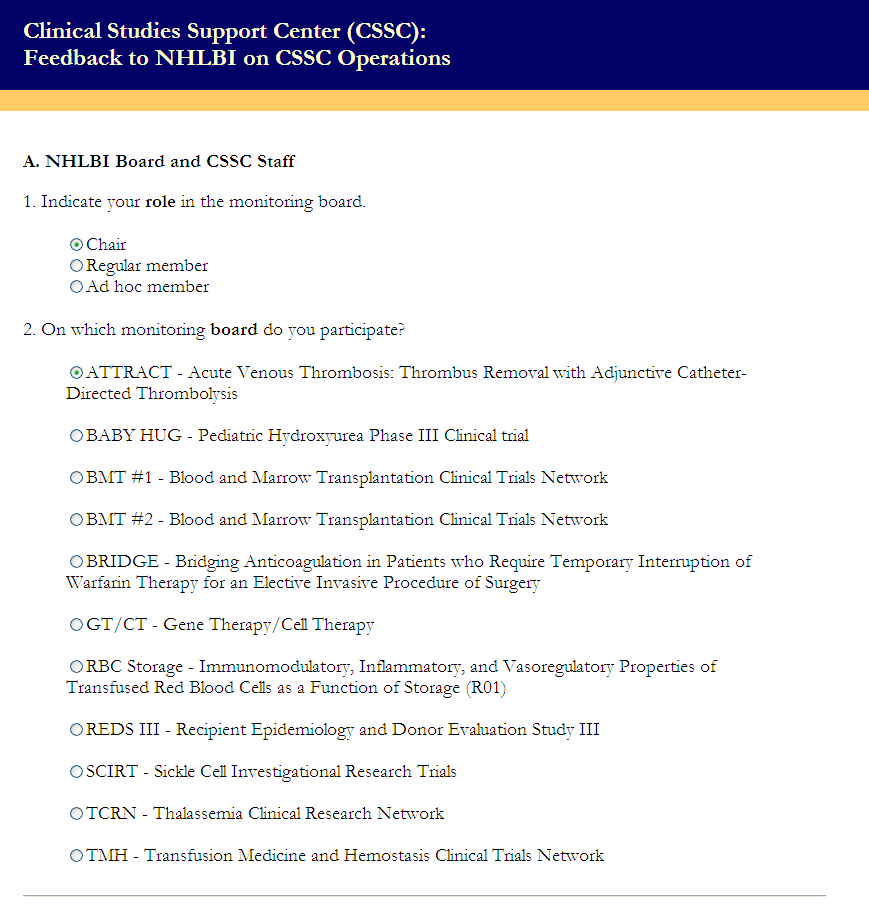 Clinical Studies Support Center (CSSC):
Feedback to NHLBI on CSSC Operations
A. NHLBI Board and CSSC Staff
1. Indicate your role in the monitoring board.
Chair
Regular member
Ad hoc member
2. On which monitoring board do you participate?
ATTRACT - Acute Venous Thrombosis: Thrombus Removal with Adjunctive Catheter-
Directed Thrombolysis
BABY HUG - Pediatric Hydroxyurea Phase III Clinical trial
BMT #1 - Blood and Marrow Transplantation Clinical Trials Network
BMT #2 - Blood and Marrow Transplantation Clinical Trials Network
BRIDGE - Bridging Anticoagulation in Patients who Require Temporary Interruption of
Warfarin Therapy for an Elective Invasive Procedure of Surgery
GT/CT - Gene Therapy/Cell Therapy
RBC Storage - Immunomodulatory, Inflammatory, and Vasoregulatory Properties of
Transfused Red Blood Cells as a Function of Storage (R01)
REDS III - Recipient Epidemiology and Donor Evaluation Study III
SCIRT - Sickle Cell Investigational Research Trials
TCRN - Thalassemia Clinical Research Network
TMH - Transfusion Medicine and Hemostasis Clinical Trials Network